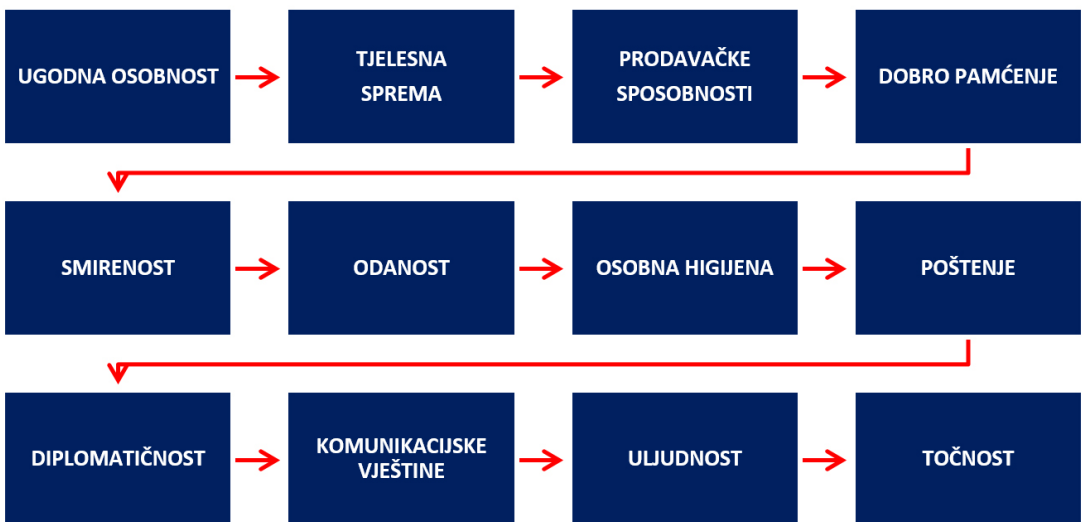 UGODNA OSOBNOST
TJELESNA
SPREMA
PRODAVAČKE
SPOSOBNOSTI
DOBRO PAMĆENJE
SMIRENOST
ODANOST
OSOBNA HIGIJENA
POŠTENJE
DIPLOMATIČNOST
KOMUNIKACIJSKE
VJEŠTINE
ULJUDNOST
TOČNOST